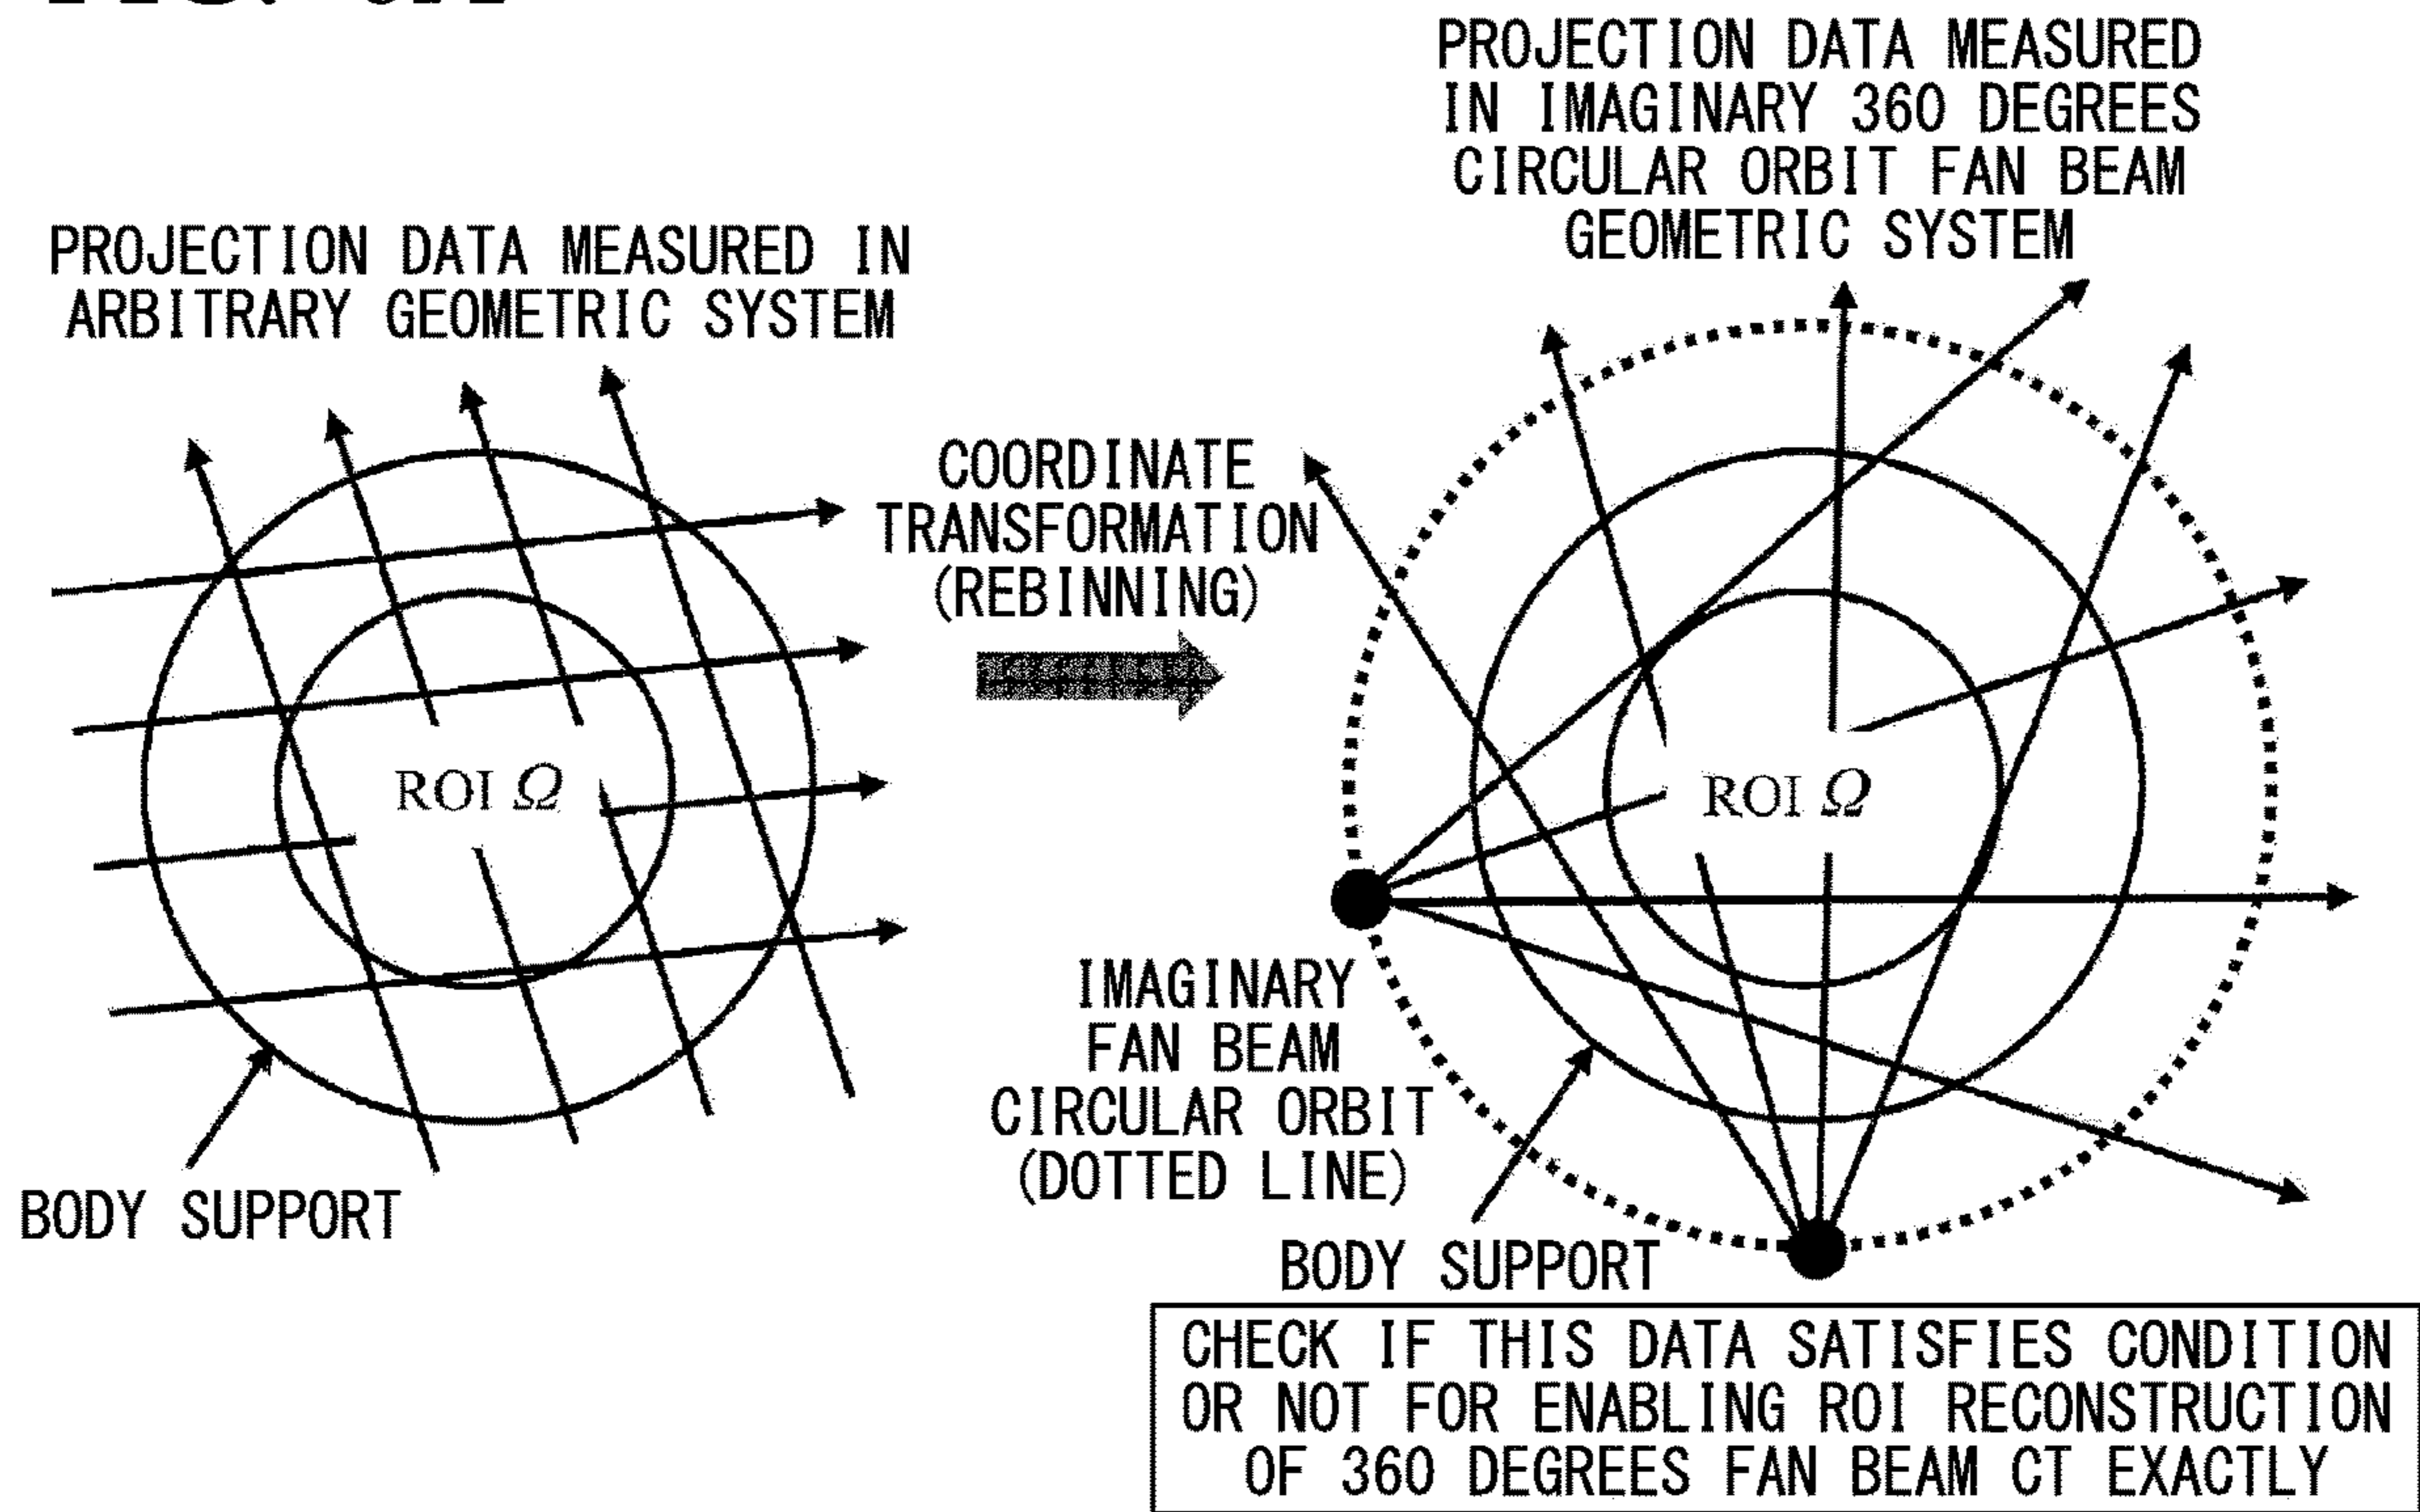 PROJECTION DATA MEASURED IN
ARBITRARY GEOMETRIC SYSTEM
ROI Ω
BODY SUPPORT
COORDINATE
TRANSFORMATION
(REBINNING)
PROJECTION DATA MEASURED
IN IMAGINARY 360 DEGREES
CIRCULAR ORBIT FAN BEAM
GEOMETRIC SYSTEM
ROI Ω
IMAGINARY
FAN BEAM
CIRCULAR ORBIT
(DOTTED LINE)
BODY SUPPORT
CHECK IF THIS DATA SATISFIES CONDITION
OR NOT FOR ENABLING ROI RECONSTRUCTION
OF 360 DEGREES FAN BEAM CT EXACTLY